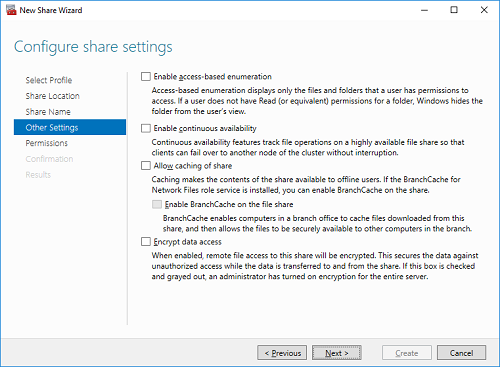 New Share Wizard
Configure share settings
Select Profile
Share Location
Share Name
Other Settings
Permissions
Confirmation
Results
Enable access-based enumeration
Access-based enumeration displays only the files and folders that a user has permissions to
access. If a user does not have Read (or equivalent) permissions for a folder, Windows hides the
folder from the user's view.
Enable continuous availability
Continuous availability features track file operations on a highly available file share so that
clients can fail over to another node of the cluster without interruption.
Allow caching of share
Caching makes the contents of the share available to offline users. If the BranchCache for
Network Files role service is installed, you can enable BranchCache on the share.
Enable BranchCache on the file share
BranchCache enables computers in a branch office to cache files downloaded from this
share, and then allows the files to be securely available to other computers in the branch.
Encrypt data access
When enabled, remote file access to this share will be encrypted. This secures the data against
unauthorized access while the data is transferred to and from the share. If this box is checked
and grayed out, an administrator has turned on encryption for the entire server.
< Previous
Next >
Create
Cancel